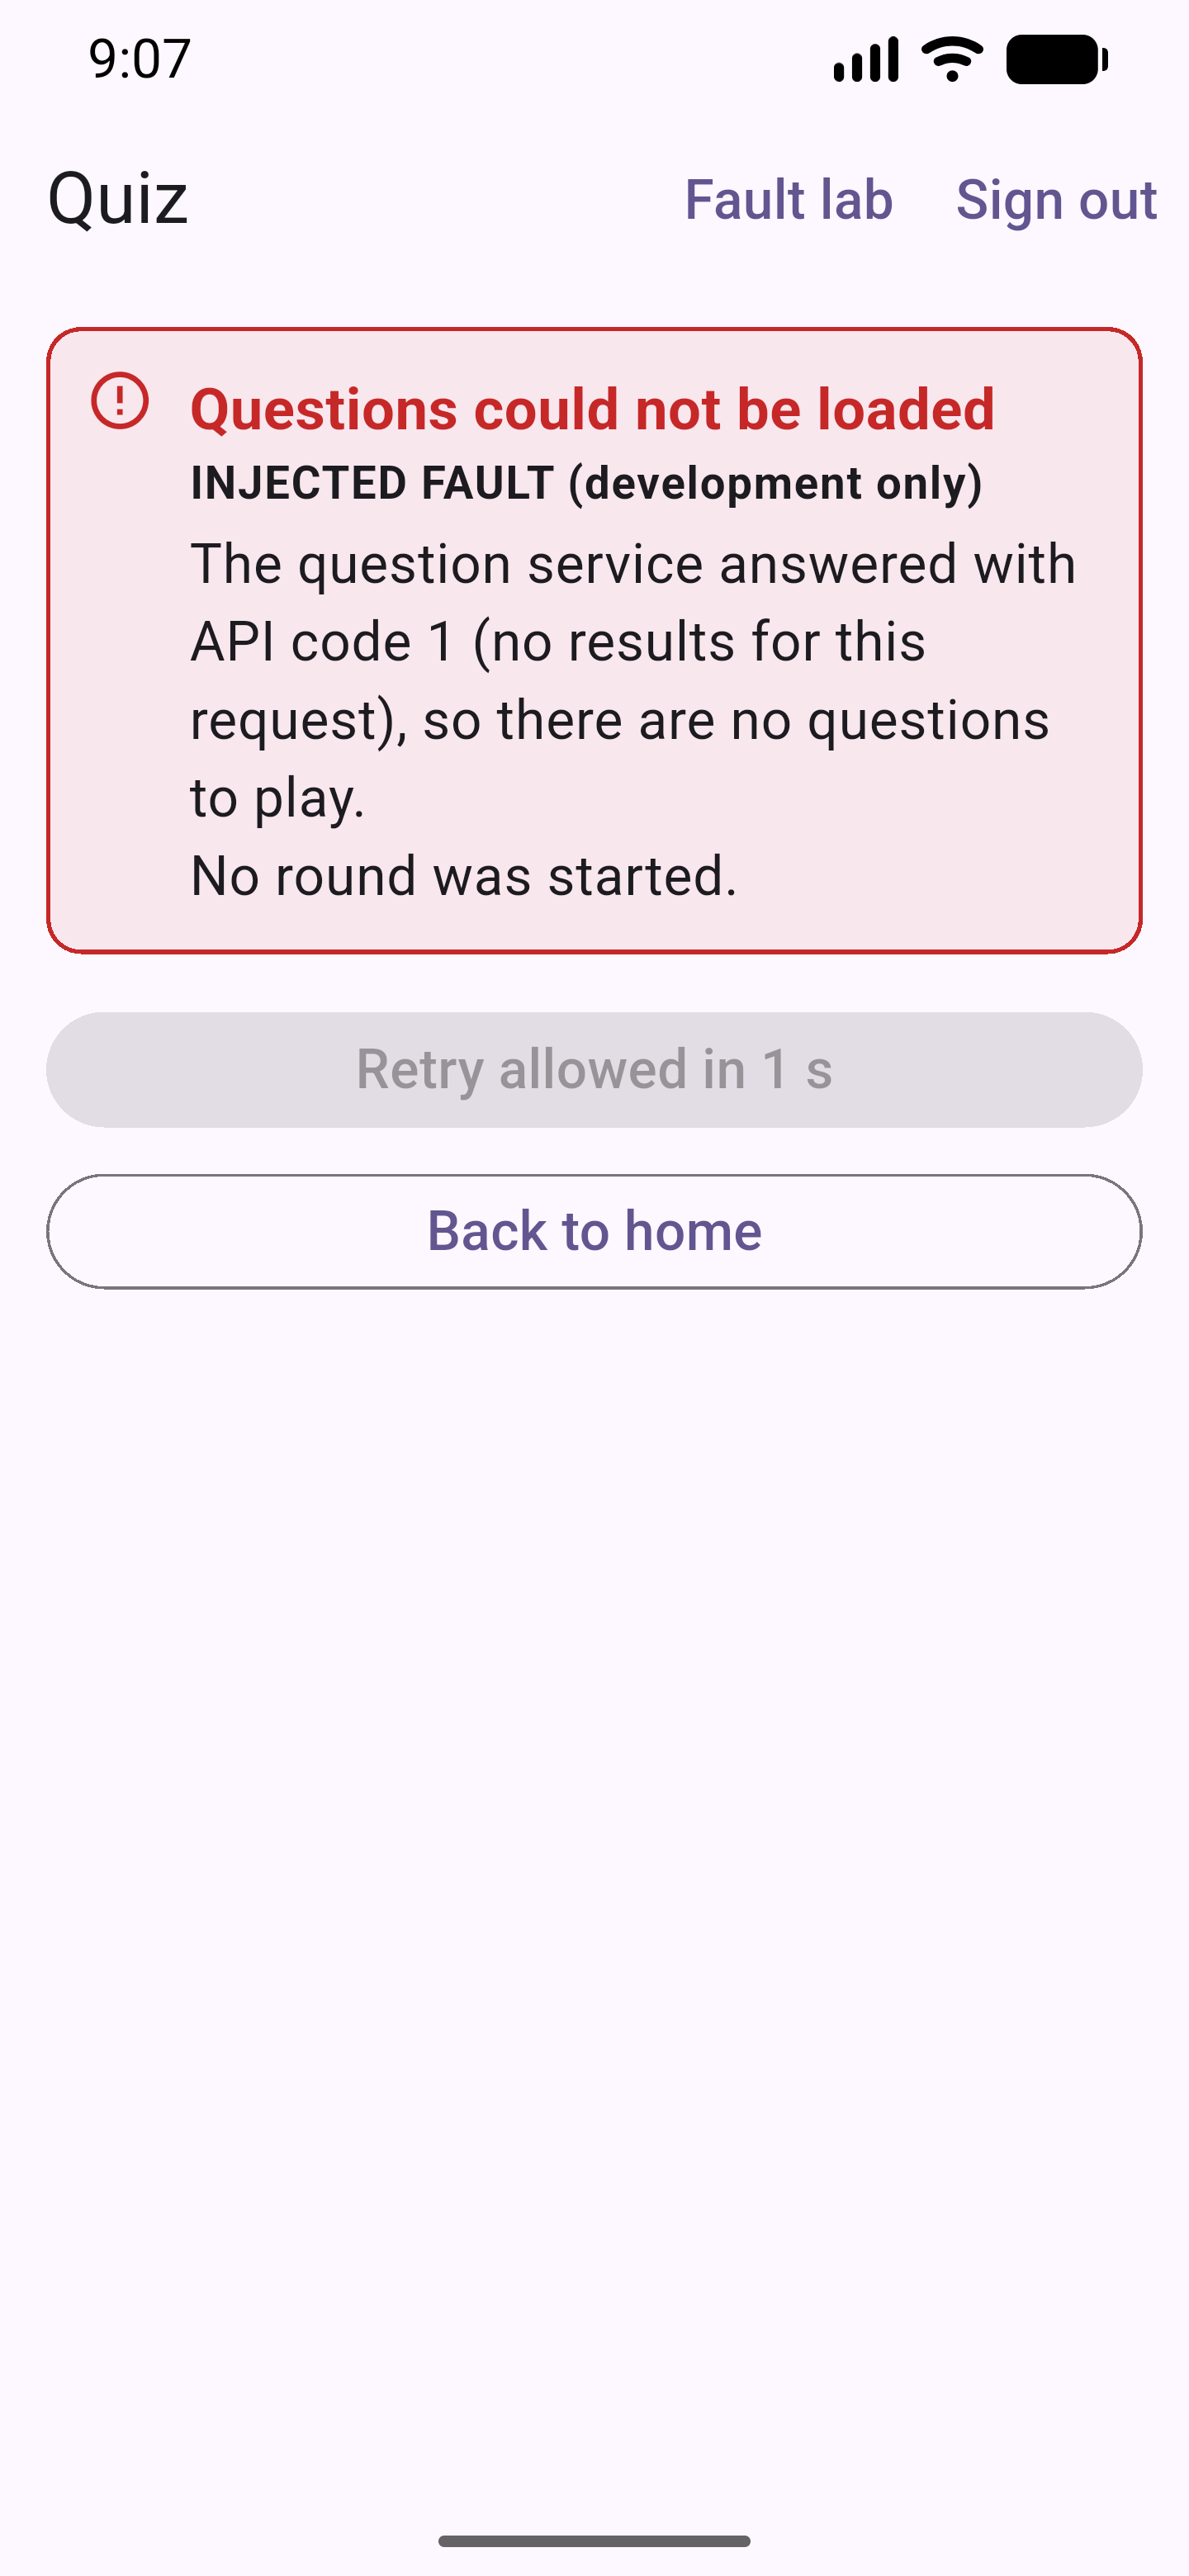 9:07
Quiz
Fault lab
Sign out
Questions could not be loaded
INJECTED FAULT (development only)
The question service answered with
API code 1 (no results for this
request), so there are no questions
to play.
No round was started.
Retry allowed in 1 s
Back to home